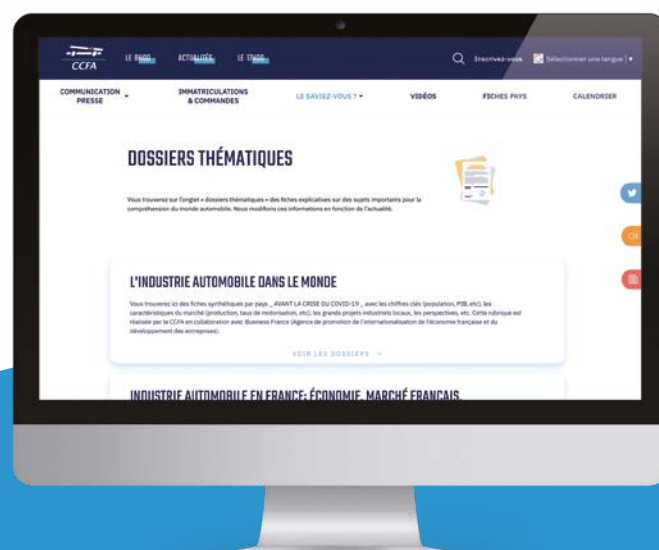 CCFA
LE
ACTUALITÉS
LE
Inscrivez-vous
Sélectionner une langue | ▼
COMMUNICATION
PRESSE
IMMATRICULATIONS
& COMMANDES
LE SAVIEZ-VOUS ?
VIDÉOS
FICHES PAYS
CALENDRIER
DOSSIERS THÉMATIQUES
Vous trouverez sur l'onglet « dossiers thématiques » des fiches explicatives sur des sujets importants pour la
compréhension du monde automobile. Nous modifions ces informations en fonction de l'actualité.
L'INDUSTRIE AUTOMOBILE DANS LE MONDE
Vous trouverez ici des fiches synthétiques par pays _ AVANT LA CRISE DU COVID-19 _ avec les chiffres clés (population, PIB, etc), les
caractéristiques du marché (production, taux de motorisation, etc), les grands projets industriels locaux, les perspectives, etc. Cette rubrique est
réalisée par le CCFA en collaboration avec Business France (Agence de promotion de l'internationalisation de l'économie française et du
développement des entreprises).
VOIR LES DOSSIERS
INDUSTRIE AUTOMOBILE EN FRANCE: ÉCONOMIE, MARCHÉ FRANÇAIS,